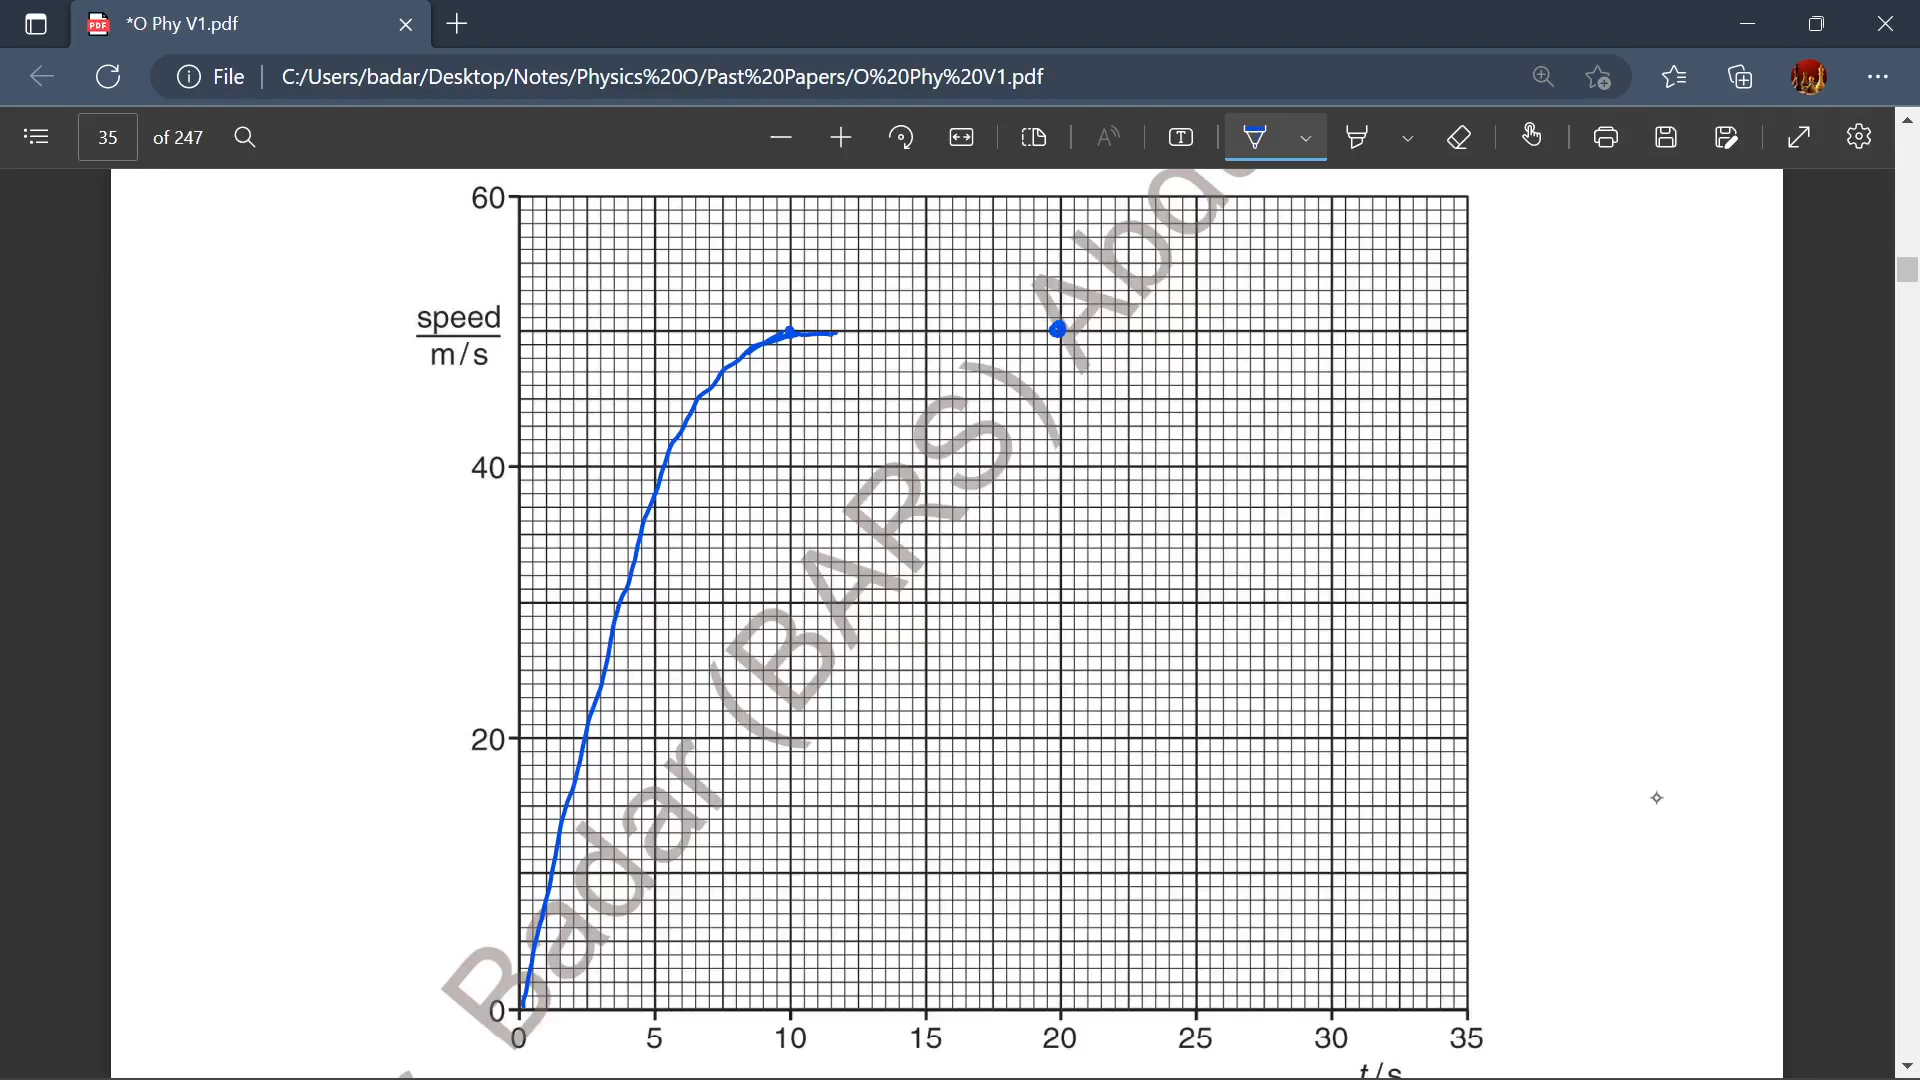 *O Phy V1.pdf
File C:/Users/badar/Desktop/Notes/Physics%20O/Past%20Papers/O%20Phy%20V1.pdf
35 of 247
60
speed
m/s
40
20
0
0 5 10 15 20 25 30 35
t/s
Badar (BARS) Abda